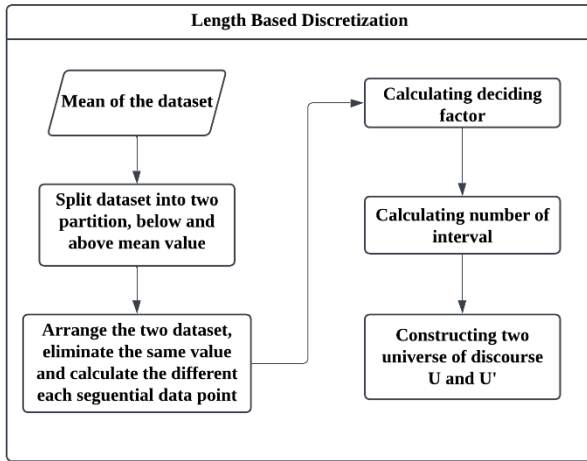 Length Based Discretization
Mean of the dataset
Split dataset into two
partition, below and
above mean value
Arrange the two dataset,
eliminate the same value
and calculate the different
each seguential data point
Calculating deciding
factor
Calculating number of
interval
Constructing two
universe of discourse
U and U'